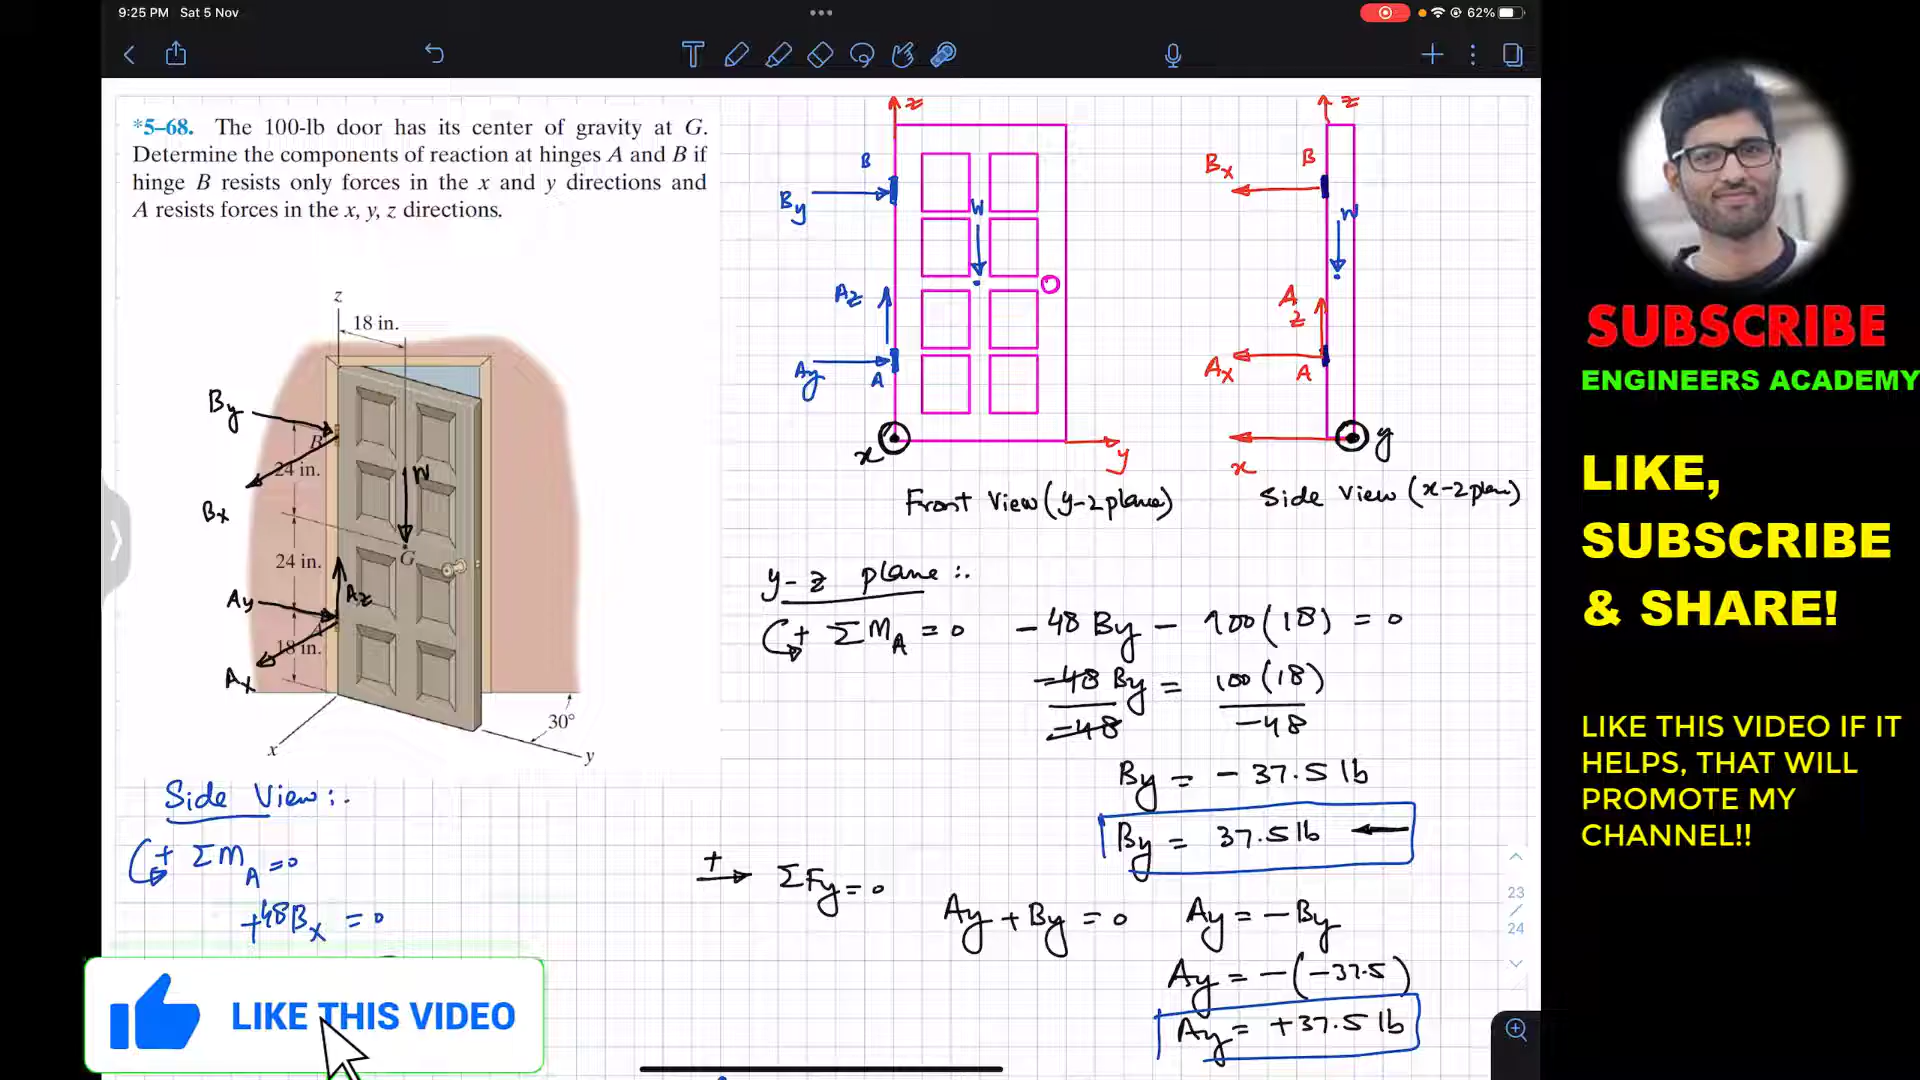 9:25 PM Sat 5 Nov
62%
*5–68. The 100-lb door has its center of gravity at G.
Determine the components of reaction at hinges A and B if
hinge B resists only forces in the x and y directions and
A resists forces in the x, y, z directions.
z
18 in.
By
B
24 in.
W
Bx
G
24 in.
Ay
Az
A
18 in.
Ax
30°
x
y
z
B
By
W
Az
Ay
A
x
y
Front View (y-z plane)
z
Bx
B
W
Az
Ax
A
x
y
Side View (x-z plane)
y-z plane :.
+ ΣMA = 0 - 48 By - 100(18) = 0
-48 By = 100(18)
-48 -48
By = - 37.5 lb
By = 37.5 lb ←
+→ ΣFy = 0
Ay + By = 0 Ay = - By
Ay = - (-37.5)
Ay = +37.5 lb
Side View :.
+ ΣMA = 0
+48Bx = 0
LIKE THIS VIDEO
23
/
24
SUBSCRIBE
ENGINEERS ACADEMY
LIKE,
SUBSCRIBE
& SHARE!
LIKE THIS VIDEO IF IT
HELPS, THAT WILL
PROMOTE MY
CHANNEL!!